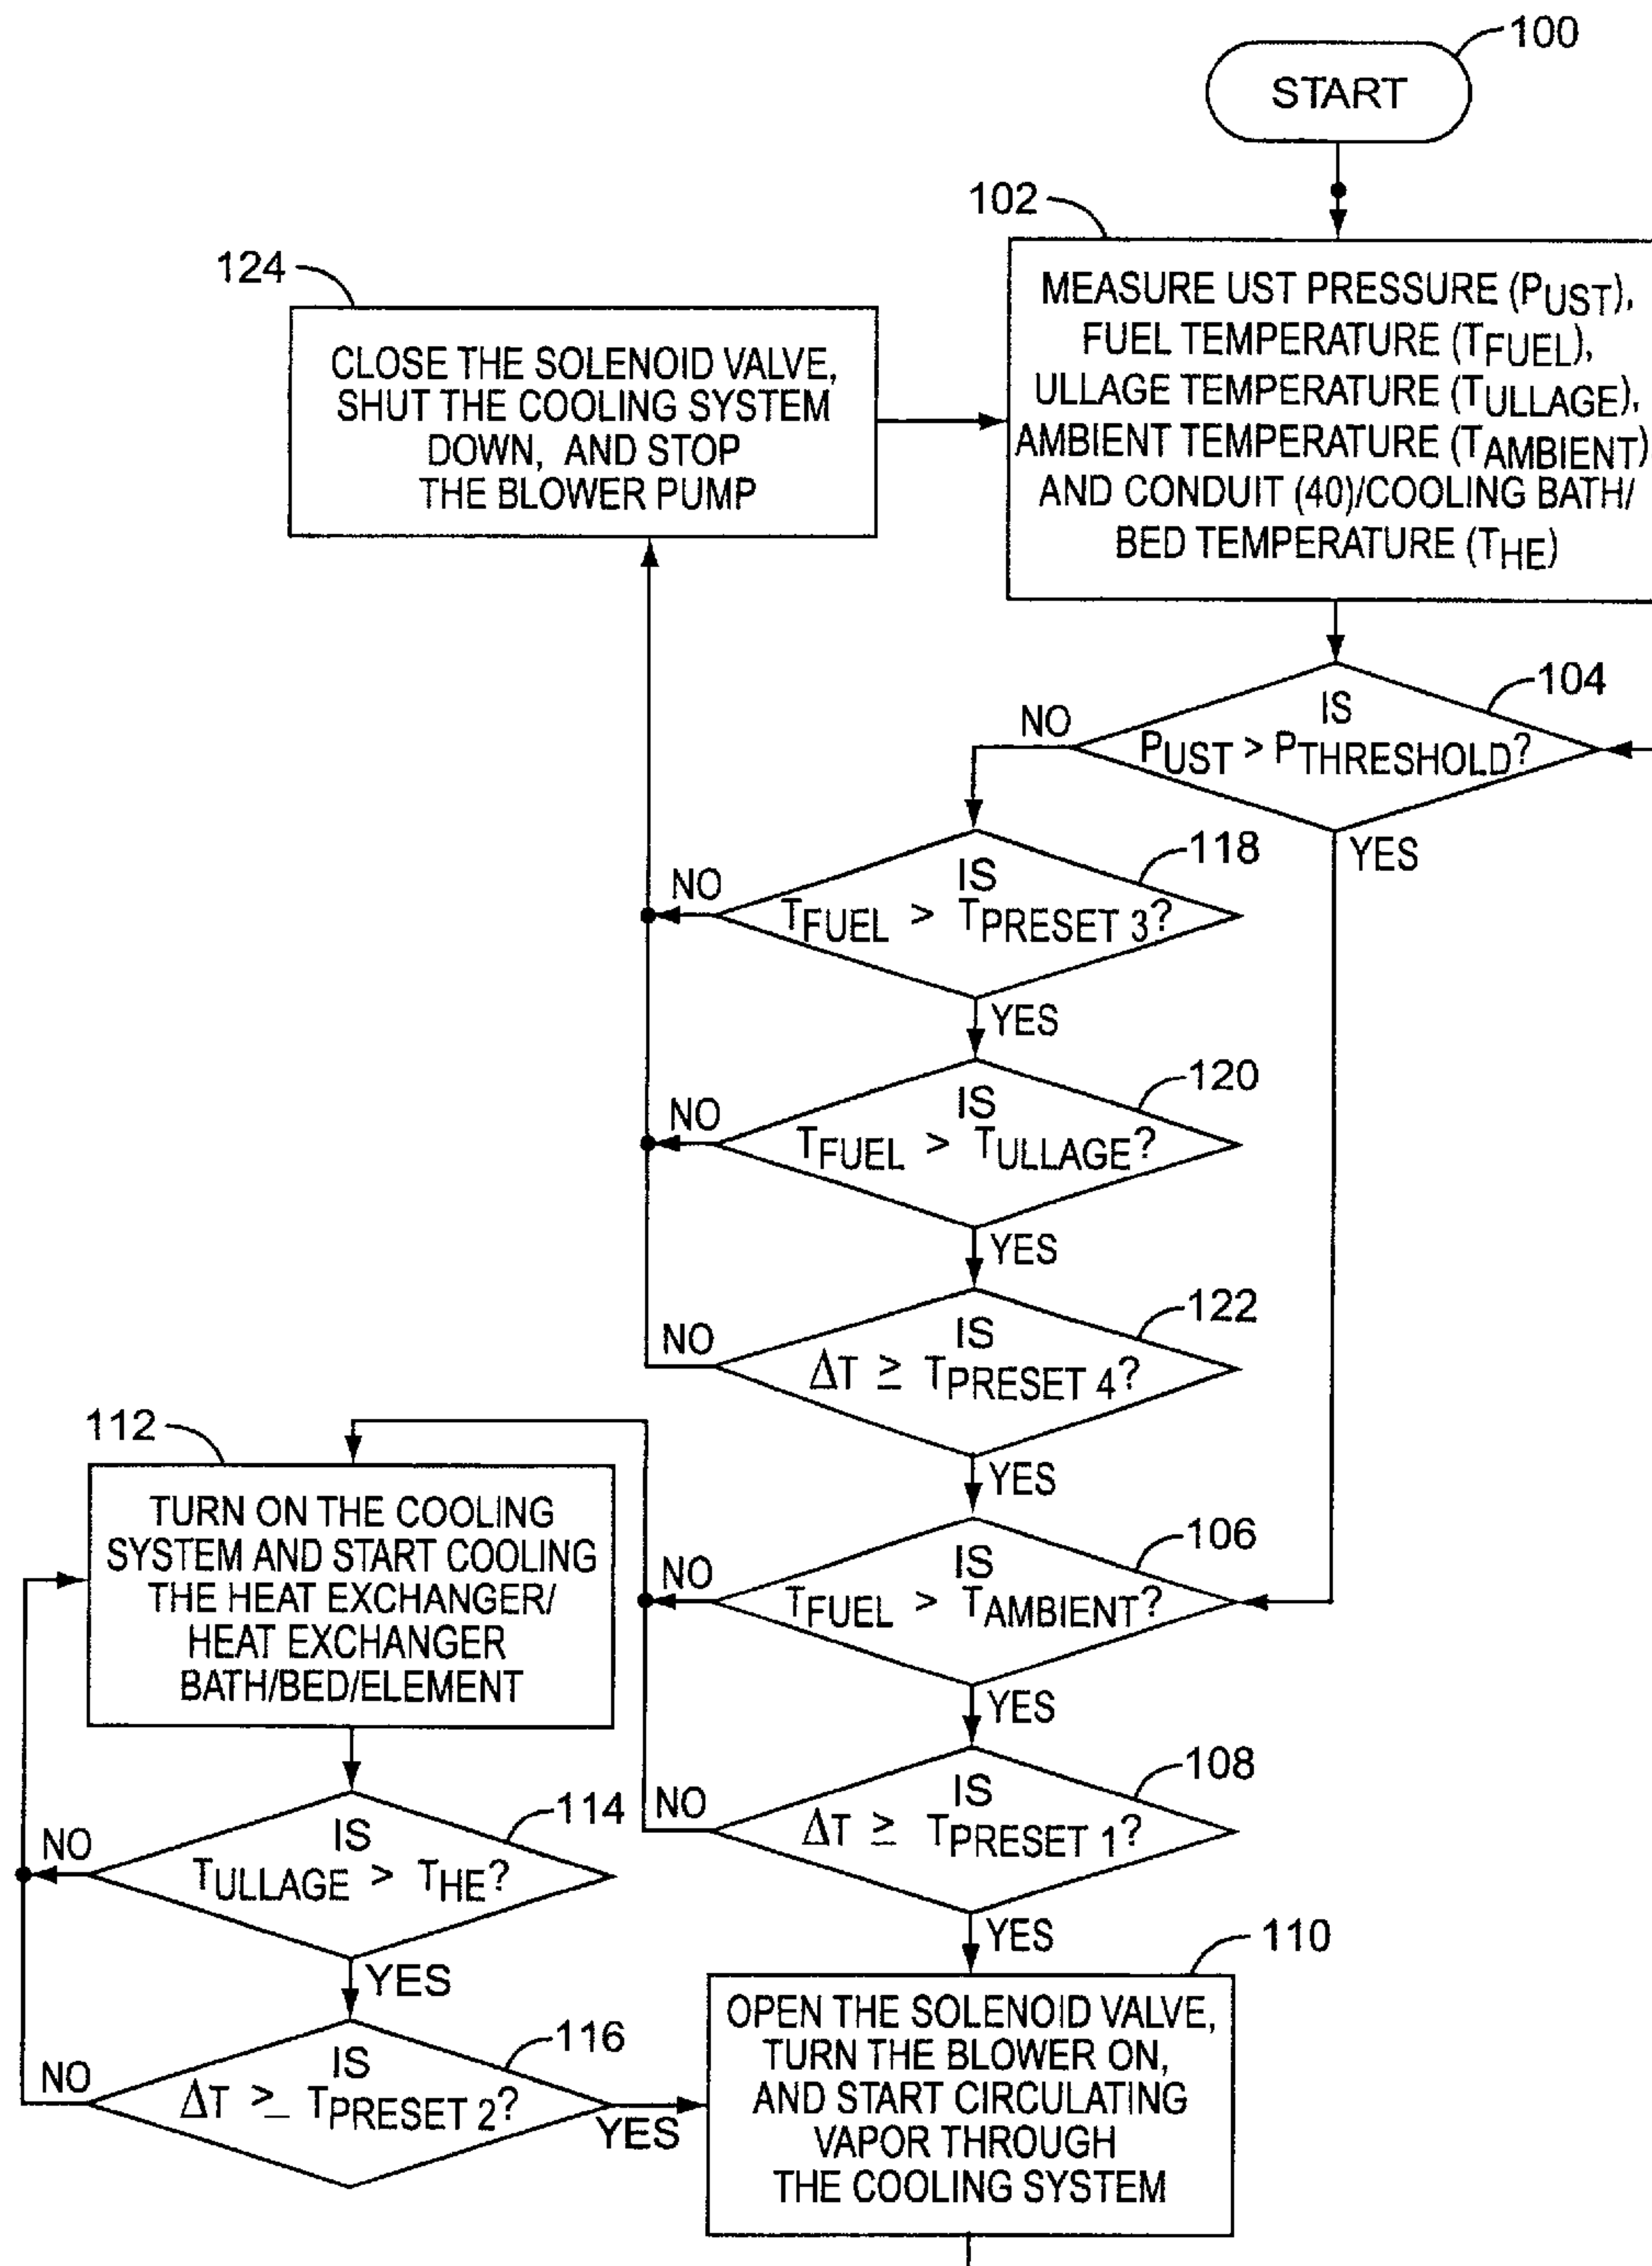 100
START
102
MEASURE UST PRESSURE (PUST),
FUEL TEMPERATURE (TFUEL),
ULLAGE TEMPERATURE (TULLAGE),
AMBIENT TEMPERATURE (TAMBIENT)
AND CONDUIT (40)/COOLING BATH/
BED TEMPERATURE (THE)
124
CLOSE THE SOLENOID VALVE,
SHUT THE COOLING SYSTEM
DOWN, AND STOP
THE BLOWER PUMP
104
IS
PUST > PTHRESHOLD?
NO
YES
118
IS
TFUEL > TPRESET 3?
NO
YES
120
IS
TFUEL > TULLAGE?
NO
YES
122
IS
ΔT ≥ TPRESET 4?
NO
YES
106
IS
TFUEL > TAMBIENT?
NO
YES
108
IS
ΔT ≥ TPRESET 1?
NO
YES
112
TURN ON THE COOLING
SYSTEM AND START COOLING
THE HEAT EXCHANGER/
HEAT EXCHANGER
BATH/BED/ELEMENT
114
IS
TULLAGE > THE?
NO
YES
116
IS
ΔT ≥ TPRESET 2?
NO
YES
110
OPEN THE SOLENOID VALVE,
TURN THE BLOWER ON,
AND START CIRCULATING
VAPOR THROUGH
THE COOLING SYSTEM